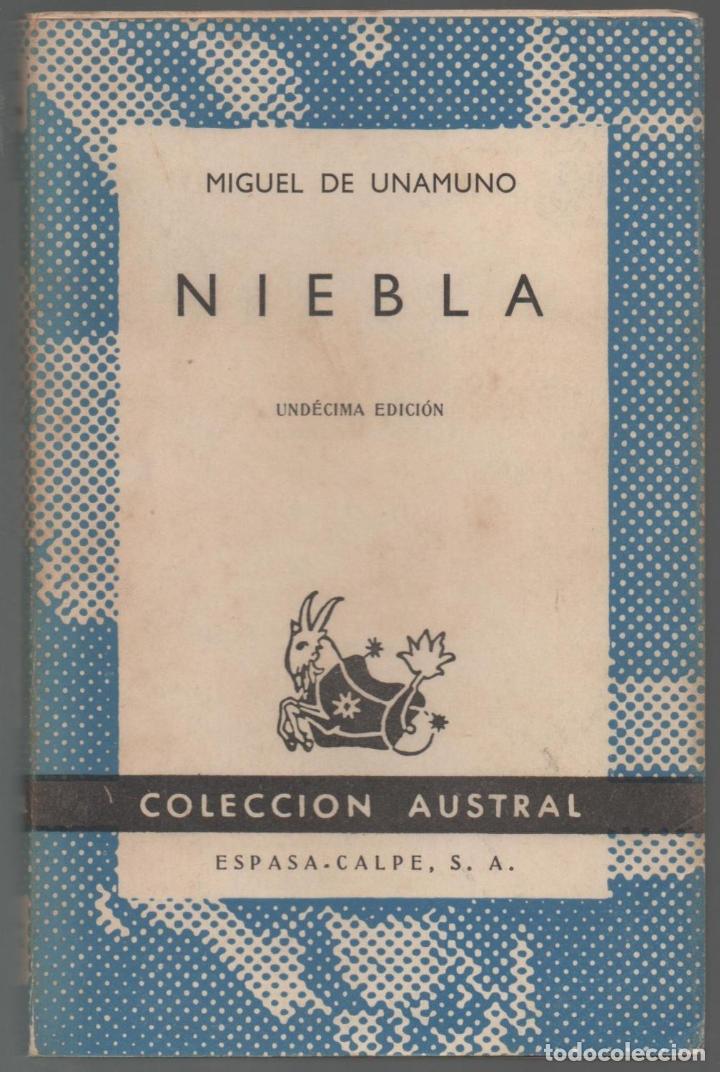 MIGUEL DE UNAMUNO
NIEBLA
UNDÉCIMA EDICIÓN
COLECCION AUSTRAL
ESPASA-CALPE, S. A.
todocoleccion